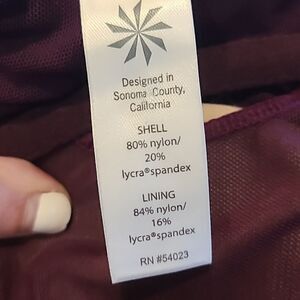 Designed in
Sonoma County,
California
SHELL
80% nylon/
20%
lycra®spandex
LINING
84% nylon/
16%
lycra®spandex
RN #54023